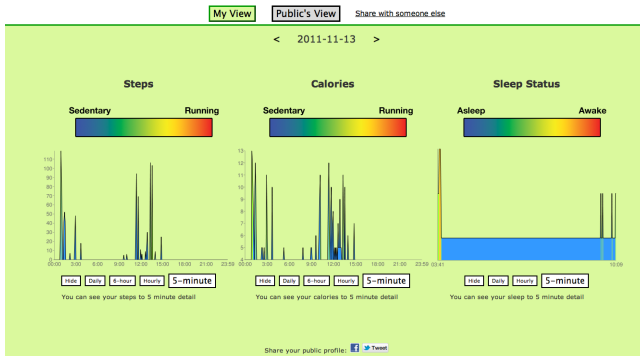 My View Public's View Share with someone else
< 2011-11-13 >
Steps Calories Sleep Status
Sedentary Running Sedentary Running Asleep Awake
110
100
90
80
70
60
50
40
30
20
10
0
00:00 3:00 6:00 9:00 12:00 15:00 18:00 21:00 23:59
13
12
11
10
9
8
7
6
5
4
00:00 3:00 6:00 9:00 12:00 15:00 18:00 21:00 23:59
03:41 10:09
Hide Daily 6-hour Hourly 5-minute Hide Daily 6-hour Hourly 5-minute Hide Daily 6-hour Hourly 5-minute
You can see your steps to 5 minute detail You can see your calories to 5 minute detail You can see your sleep to 5 minute detail
Share your public profile: f Tweet